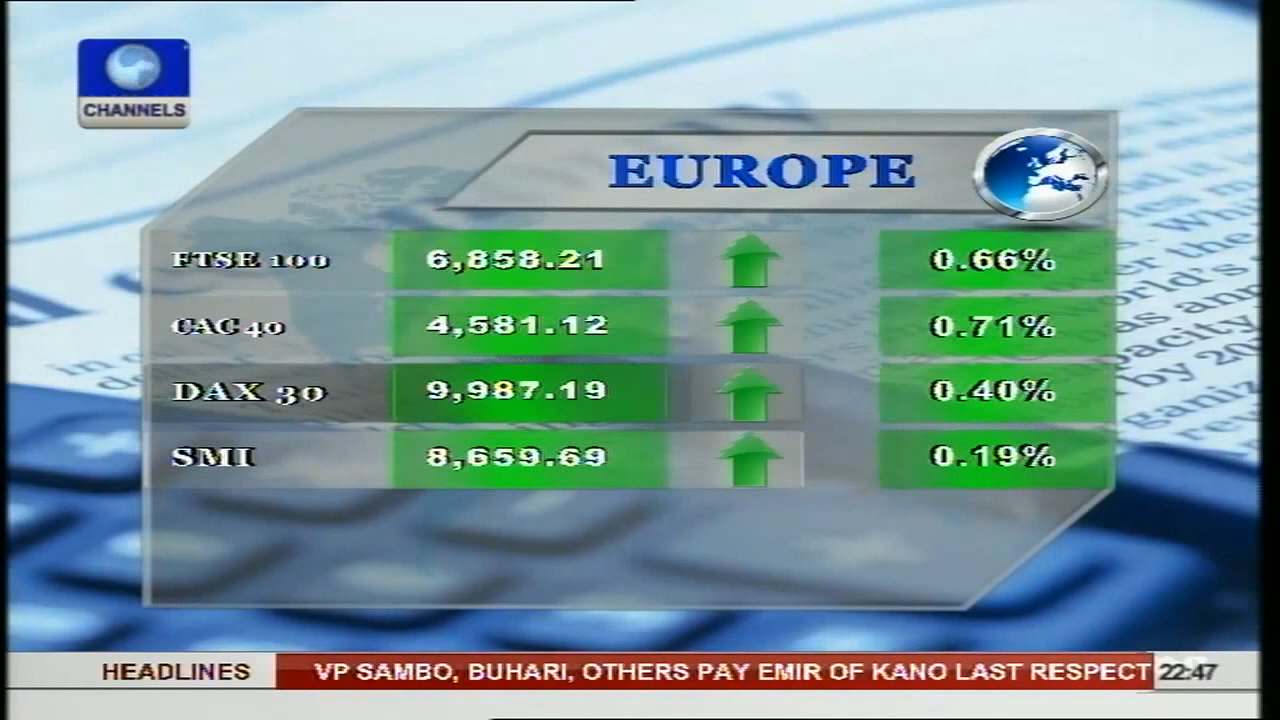 CHANNELS
EUROPE
FTSE 100 6,858.21 0.66%
CAC 40 4,581.12 0.71%
DAX 30 9,987.19 0.40%
SMI 8,659.69 0.19%
HEADLINES VP SAMBO, BUHARI, OTHERS PAY EMIR OF KANO LAST RESPECT 22:47